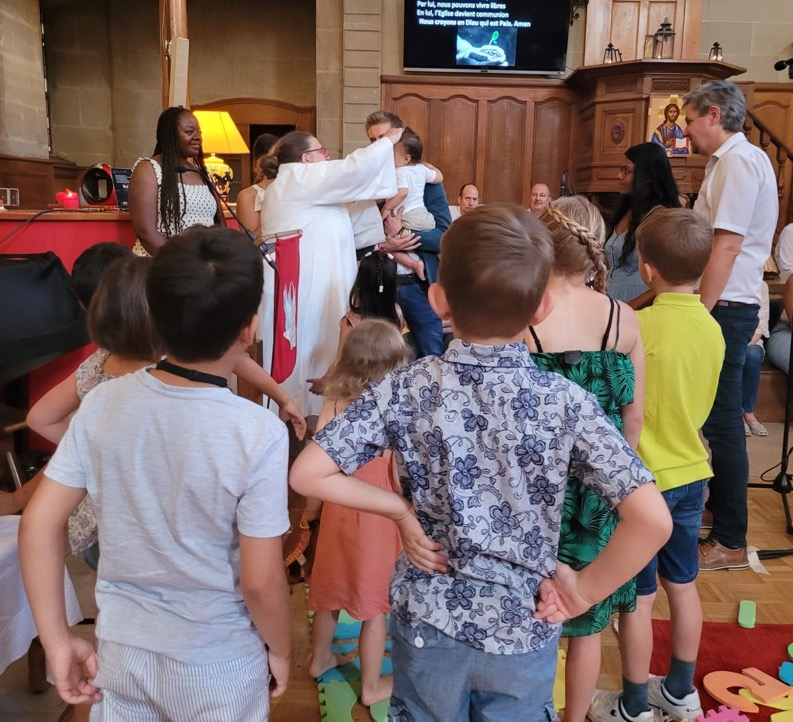 Par lui, nous pouvons vivre libres
En lui, l'Eglise devient communion
Nous croyons en Dieu qui est Paix. Amen